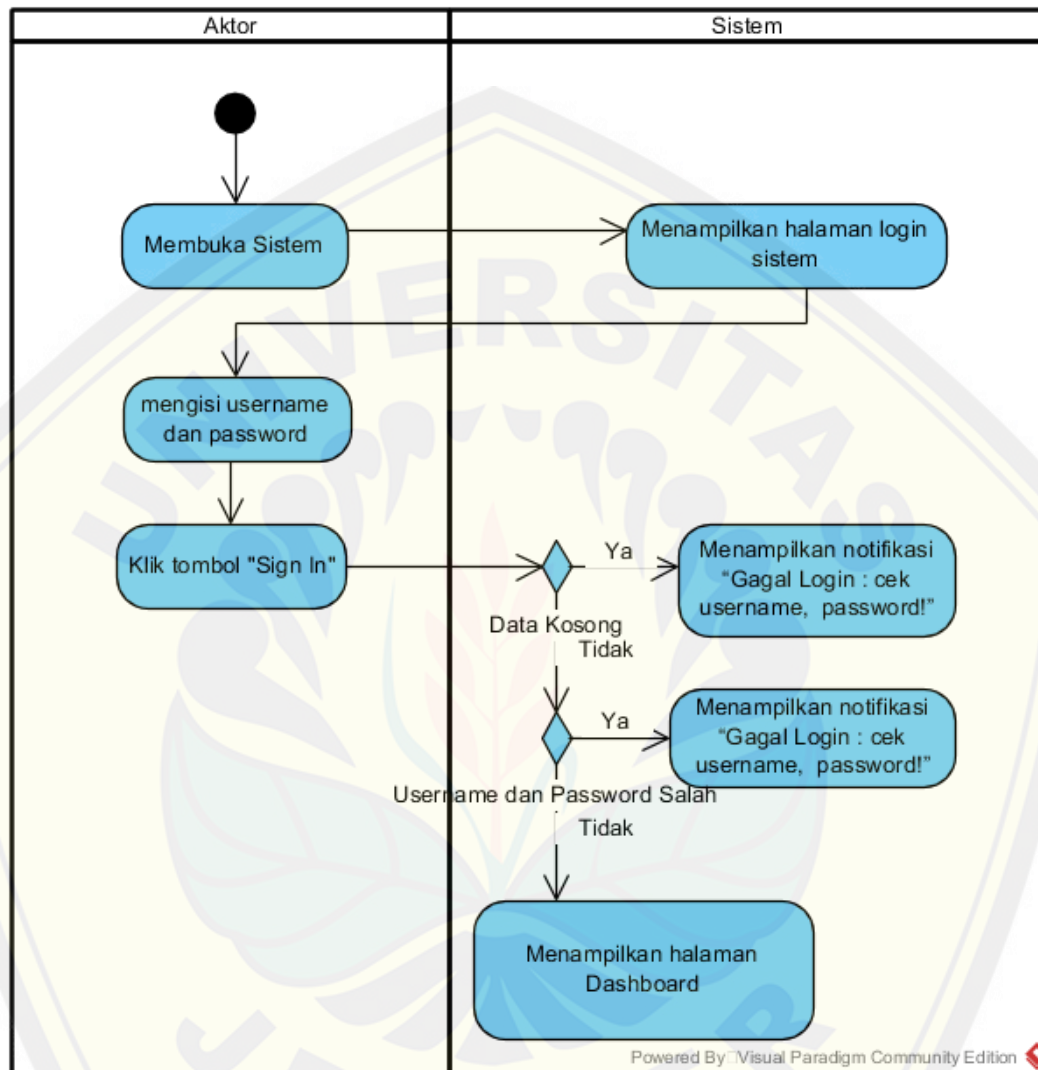 Aktor
Sistem
Membuka Sistem
Menampilkan halaman login
sistem
mengisi username
dan password
Klik tombol "Sign In"
Ya
Menampilkan notifikasi
“Gagal Login : cek
username, password!”
Data Kosong
Tidak
Ya
Menampilkan notifikasi
“Gagal Login : cek
username, password!”
Username dan Password Salah
Tidak
Menampilkan halaman
Dashboard
UNIVERSITAS
Powered By Visual Paradigm Community Edition